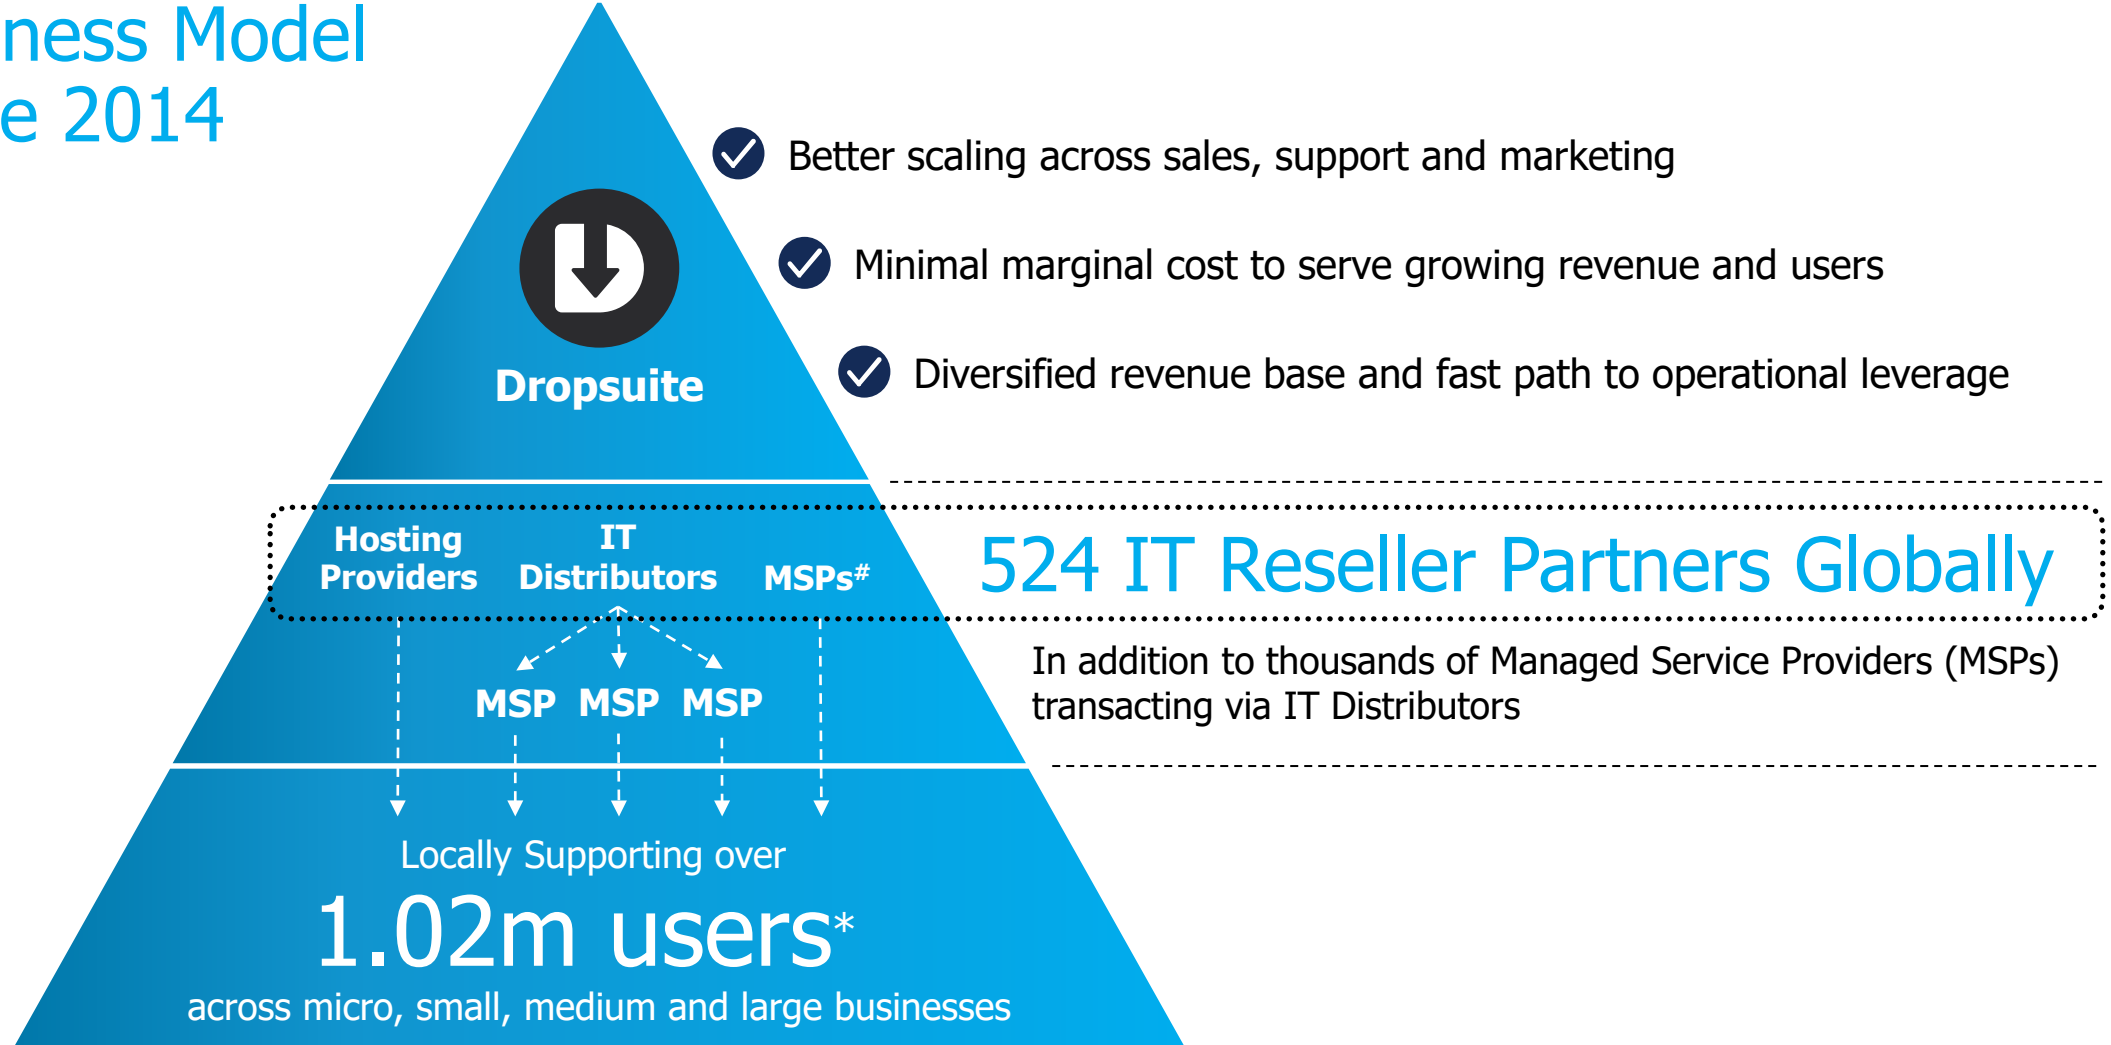 ness Model
e 2014
Better scaling across sales, support and marketing
Minimal marginal cost to serve growing revenue and users
Diversified revenue base and fast path to operational leverage
Dropsuite
Hosting
Providers
IT
Distributors
MSPs#
524 IT Reseller Partners Globally
In addition to thousands of Managed Service Providers (MSPs)
transacting via IT Distributors
MSP MSP MSP
Locally Supporting over
1.02m users*
across micro, small, medium and large businesses